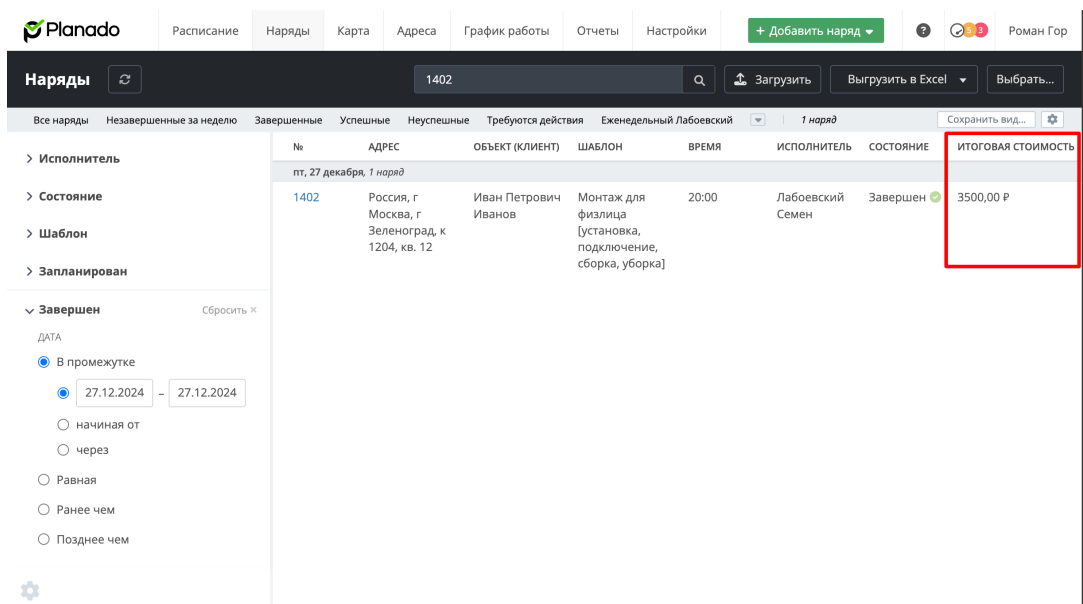 Planado
Расписание
Наряды
Карта
Адреса
График работы
Отчеты
Настройки
+ Добавить наряд
?
5 3
Роман Гор
Наряды
1402
Загрузить
Выгрузить в Excel
Выбрать...
Все наряды
Незавершенные за неделю
Завершенные
Успешные
Неуспешные
Требуются действия
Еженедельный Лабоевский
1 наряд
Сохранить вид...
Исполнитель
Состояние
Шаблон
Запланирован
Завершен
Сбросить ×
ДАТА
В промежутке
27.12.2024 – 27.12.2024
начиная от
через
Равная
Ранее чем
Позднее чем
№
АДРЕС
ОБЪЕКТ (КЛИЕНТ)
ШАБЛОН
ВРЕМЯ
ИСПОЛНИТЕЛЬ
СОСТОЯНИЕ
ИТОГОВАЯ СТОИМОСТЬ
пт, 27 декабря, 1 наряд
1402
Россия, г
Москва, г
Зеленоград, к
1204, кв. 12
Иван Петрович
Иванов
Монтаж для
физлица
[установка,
подключение,
сборка, уборка]
20:00
Лабоевский
Семен
Завершен
3500,00 ₽